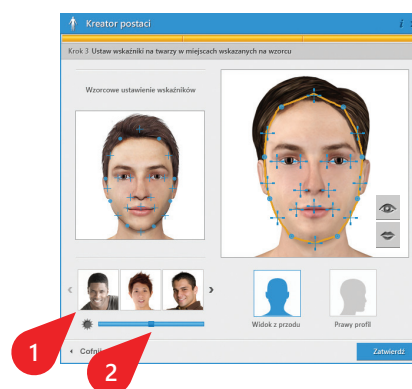 Kreator postaci
i
Krok 3 Ustaw wskaźniki na twarzy w miejscach wskazanych na wzorcu
Wzorcowe ustawienie wskaźników
Widok z przodu
Prawy profil
Zatwierdź
1
2